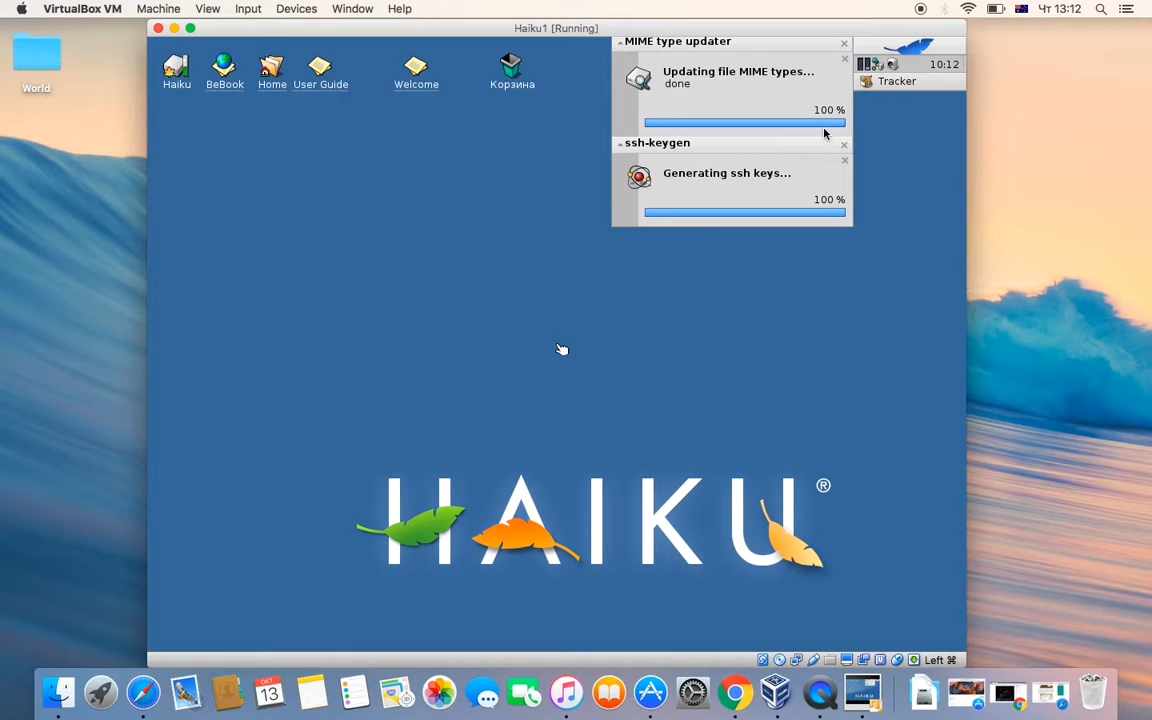 VirtualBox VM Machine View Input Devices Window Help
Чт 13:12
Haiku1 [Running]
World
Haiku
BeBook
Home
User Guide
Welcome
Корзина
MIME type updater
Updating file MIME types...
done
100 %
ssh-keygen
Generating ssh keys...
100 %
10:12
Tracker
HAIKU®
Left ⌘
ОКТ
13